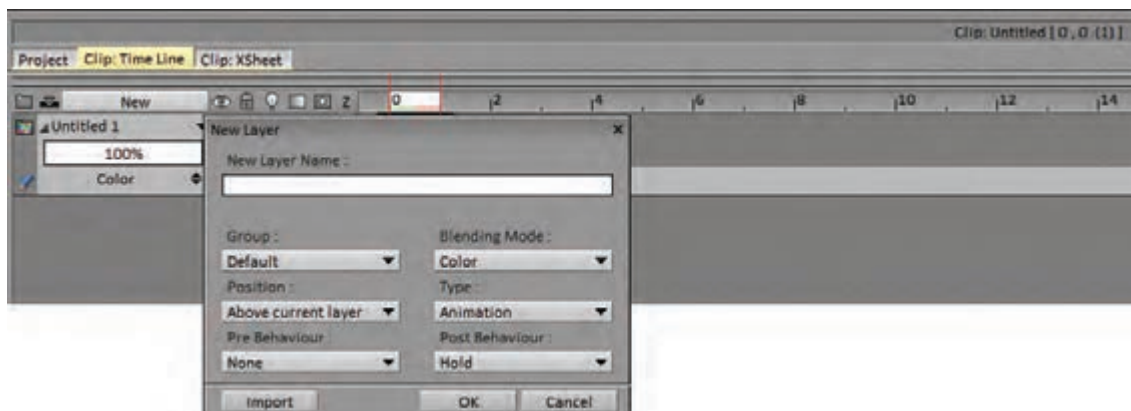 Clip: Untitled [ 0 , 0 (1) ]
Project Clip: Time Line Clip: XSheet
New Z 0 2 4 6 8 10 12 14
Untitled 1
100%
Color
New Layer x
New Layer Name :
Group : Blending Mode :
Default Color
Position : Type :
Above current layer Animation
Pre Behaviour : Post Behaviour :
None Hold
Import OK Cancel